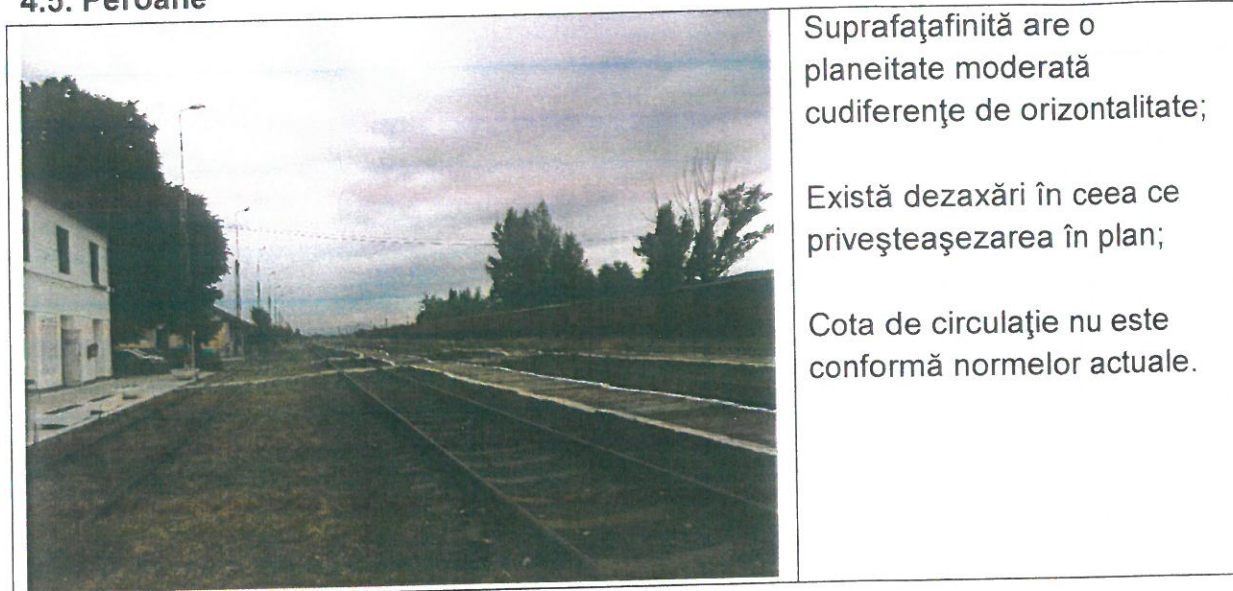 4.5. Peroane
Suprafaţafinită are o
planeitate moderată
cudiferenţe de orizontalitate;
Există dezaxări în ceea ce
priveşteaşezarea în plan;
Cota de circulaţie nu este
conformă normelor actuale.